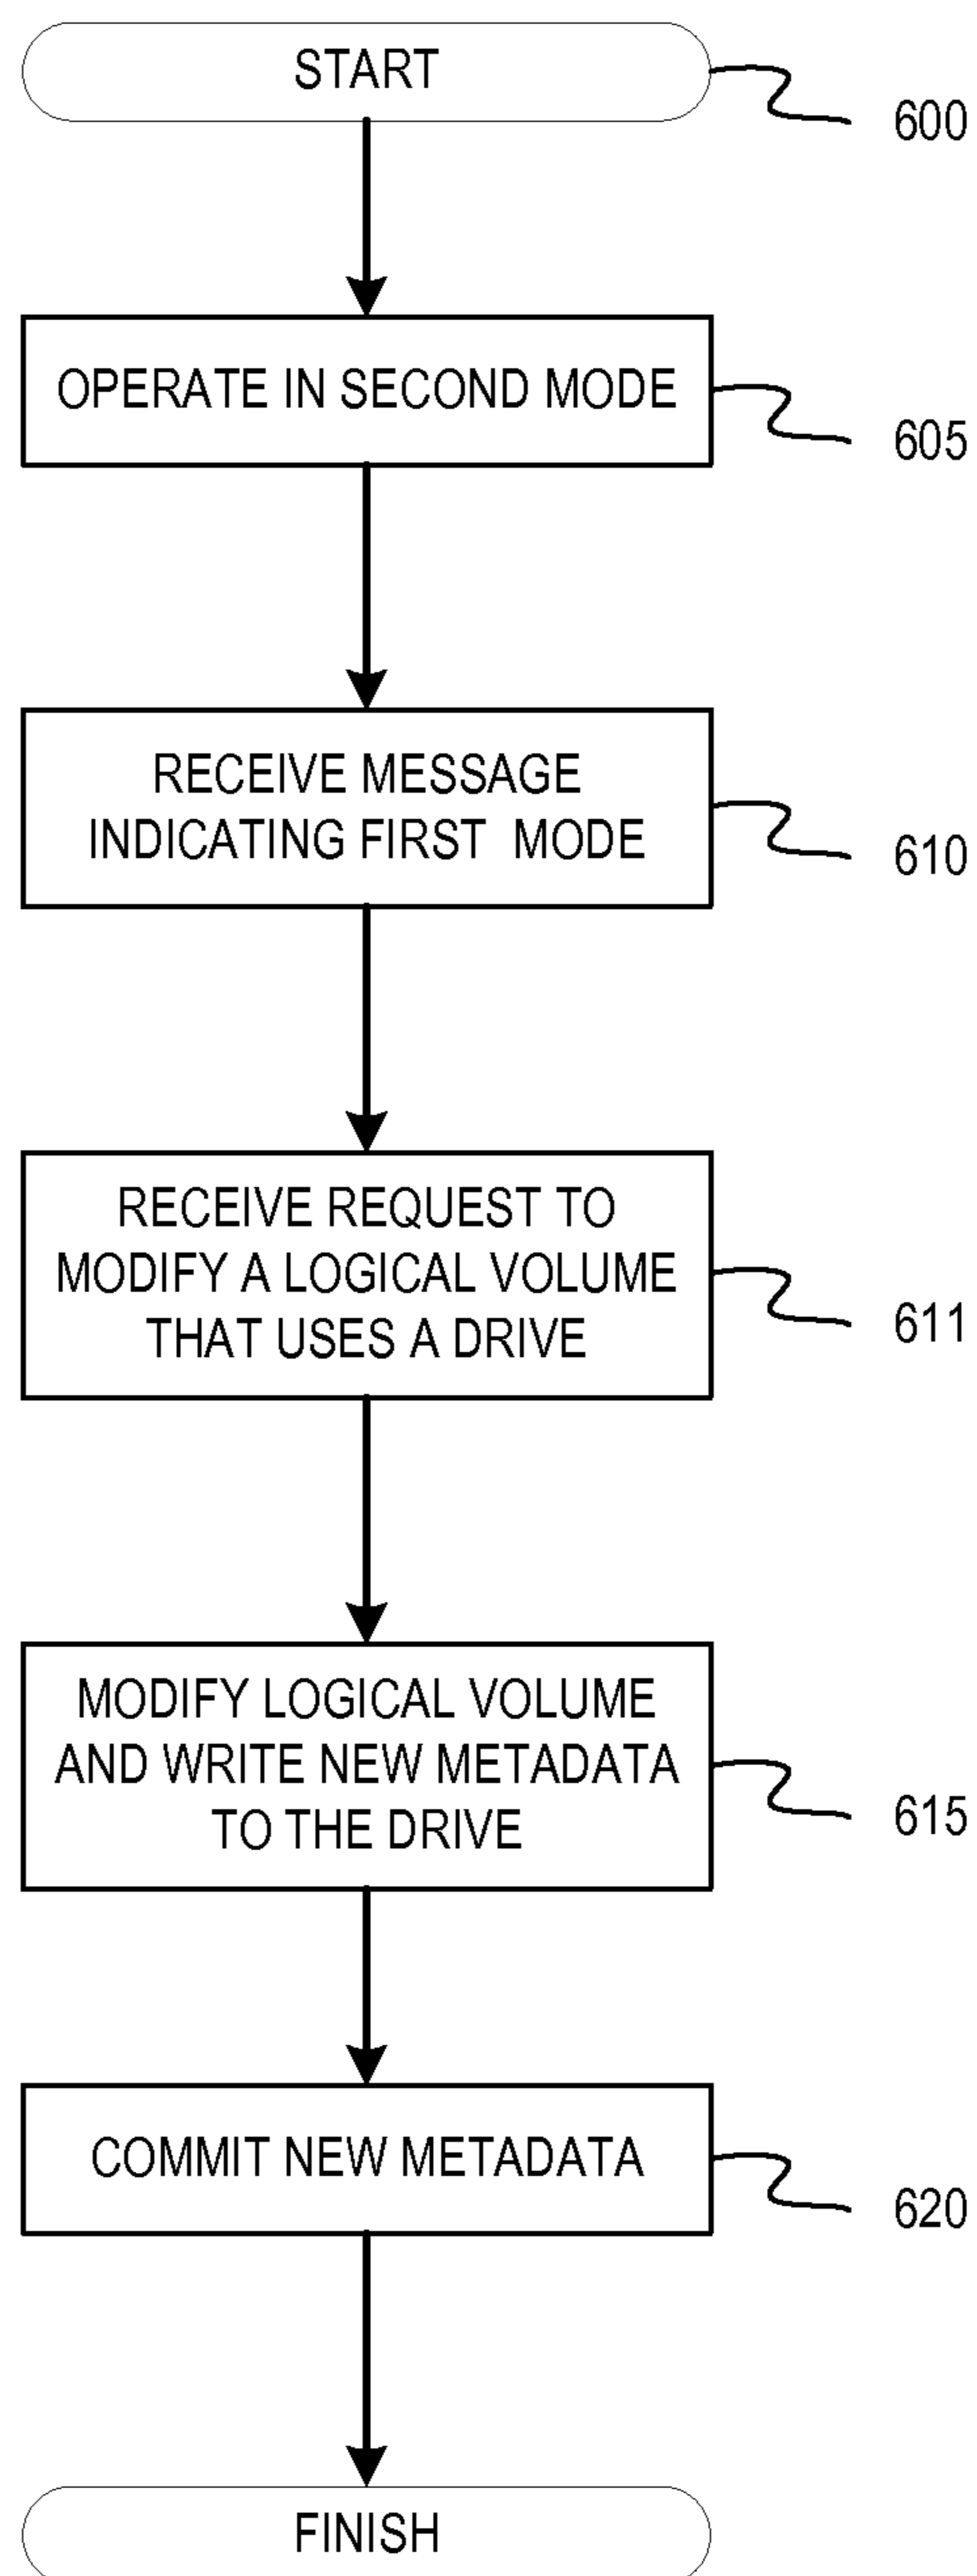 START
600
OPERATE IN SECOND MODE
605
RECEIVE MESSAGE
INDICATING FIRST MODE
610
RECEIVE REQUEST TO
MODIFY A LOGICAL VOLUME
THAT USES A DRIVE
611
MODIFY LOGICAL VOLUME
AND WRITE NEW METADATA
TO THE DRIVE
615
COMMIT NEW METADATA
620
FINISH